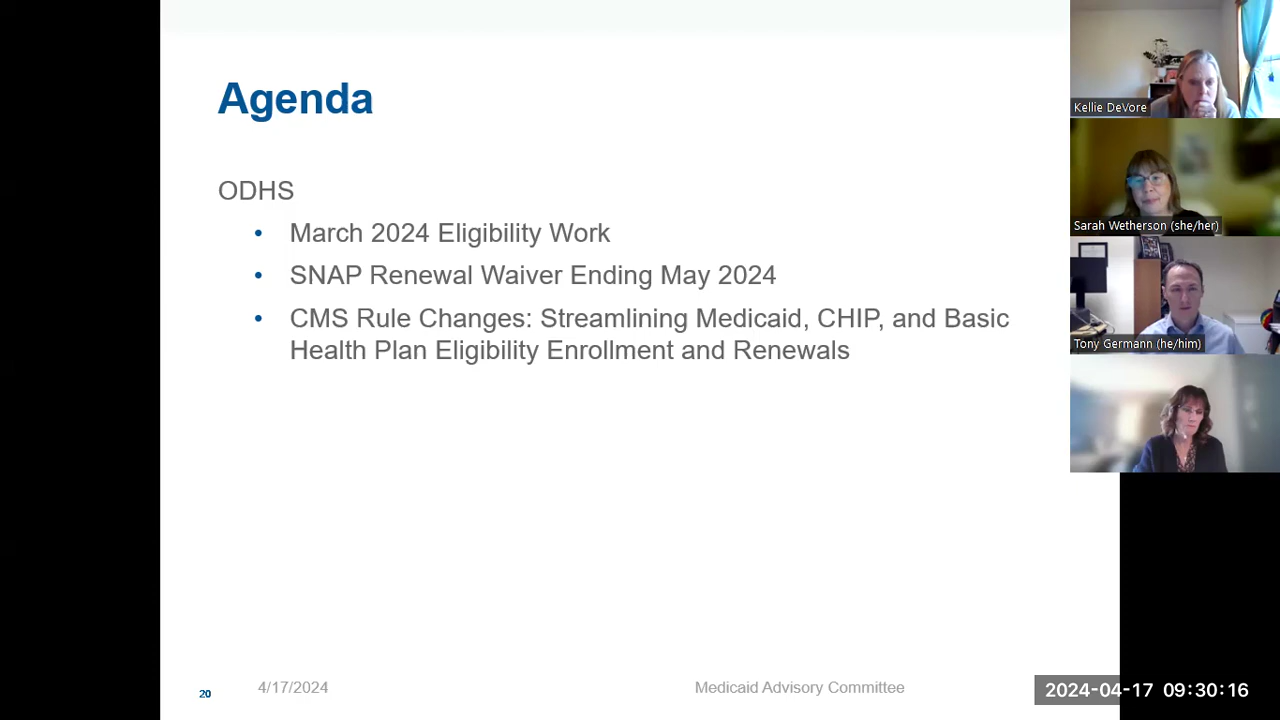 Agenda
ODHS
• March 2024 Eligibility Work
• SNAP Renewal Waiver Ending May 2024
• CMS Rule Changes: Streamlining Medicaid, CHIP, and Basic
Health Plan Eligibility Enrollment and Renewals
20
4/17/2024
Medicaid Advisory Committee
Kellie DeVore
Sarah Wetherson (she/her)
Tony Germann (he/him)
2024-04-17 09:30:16